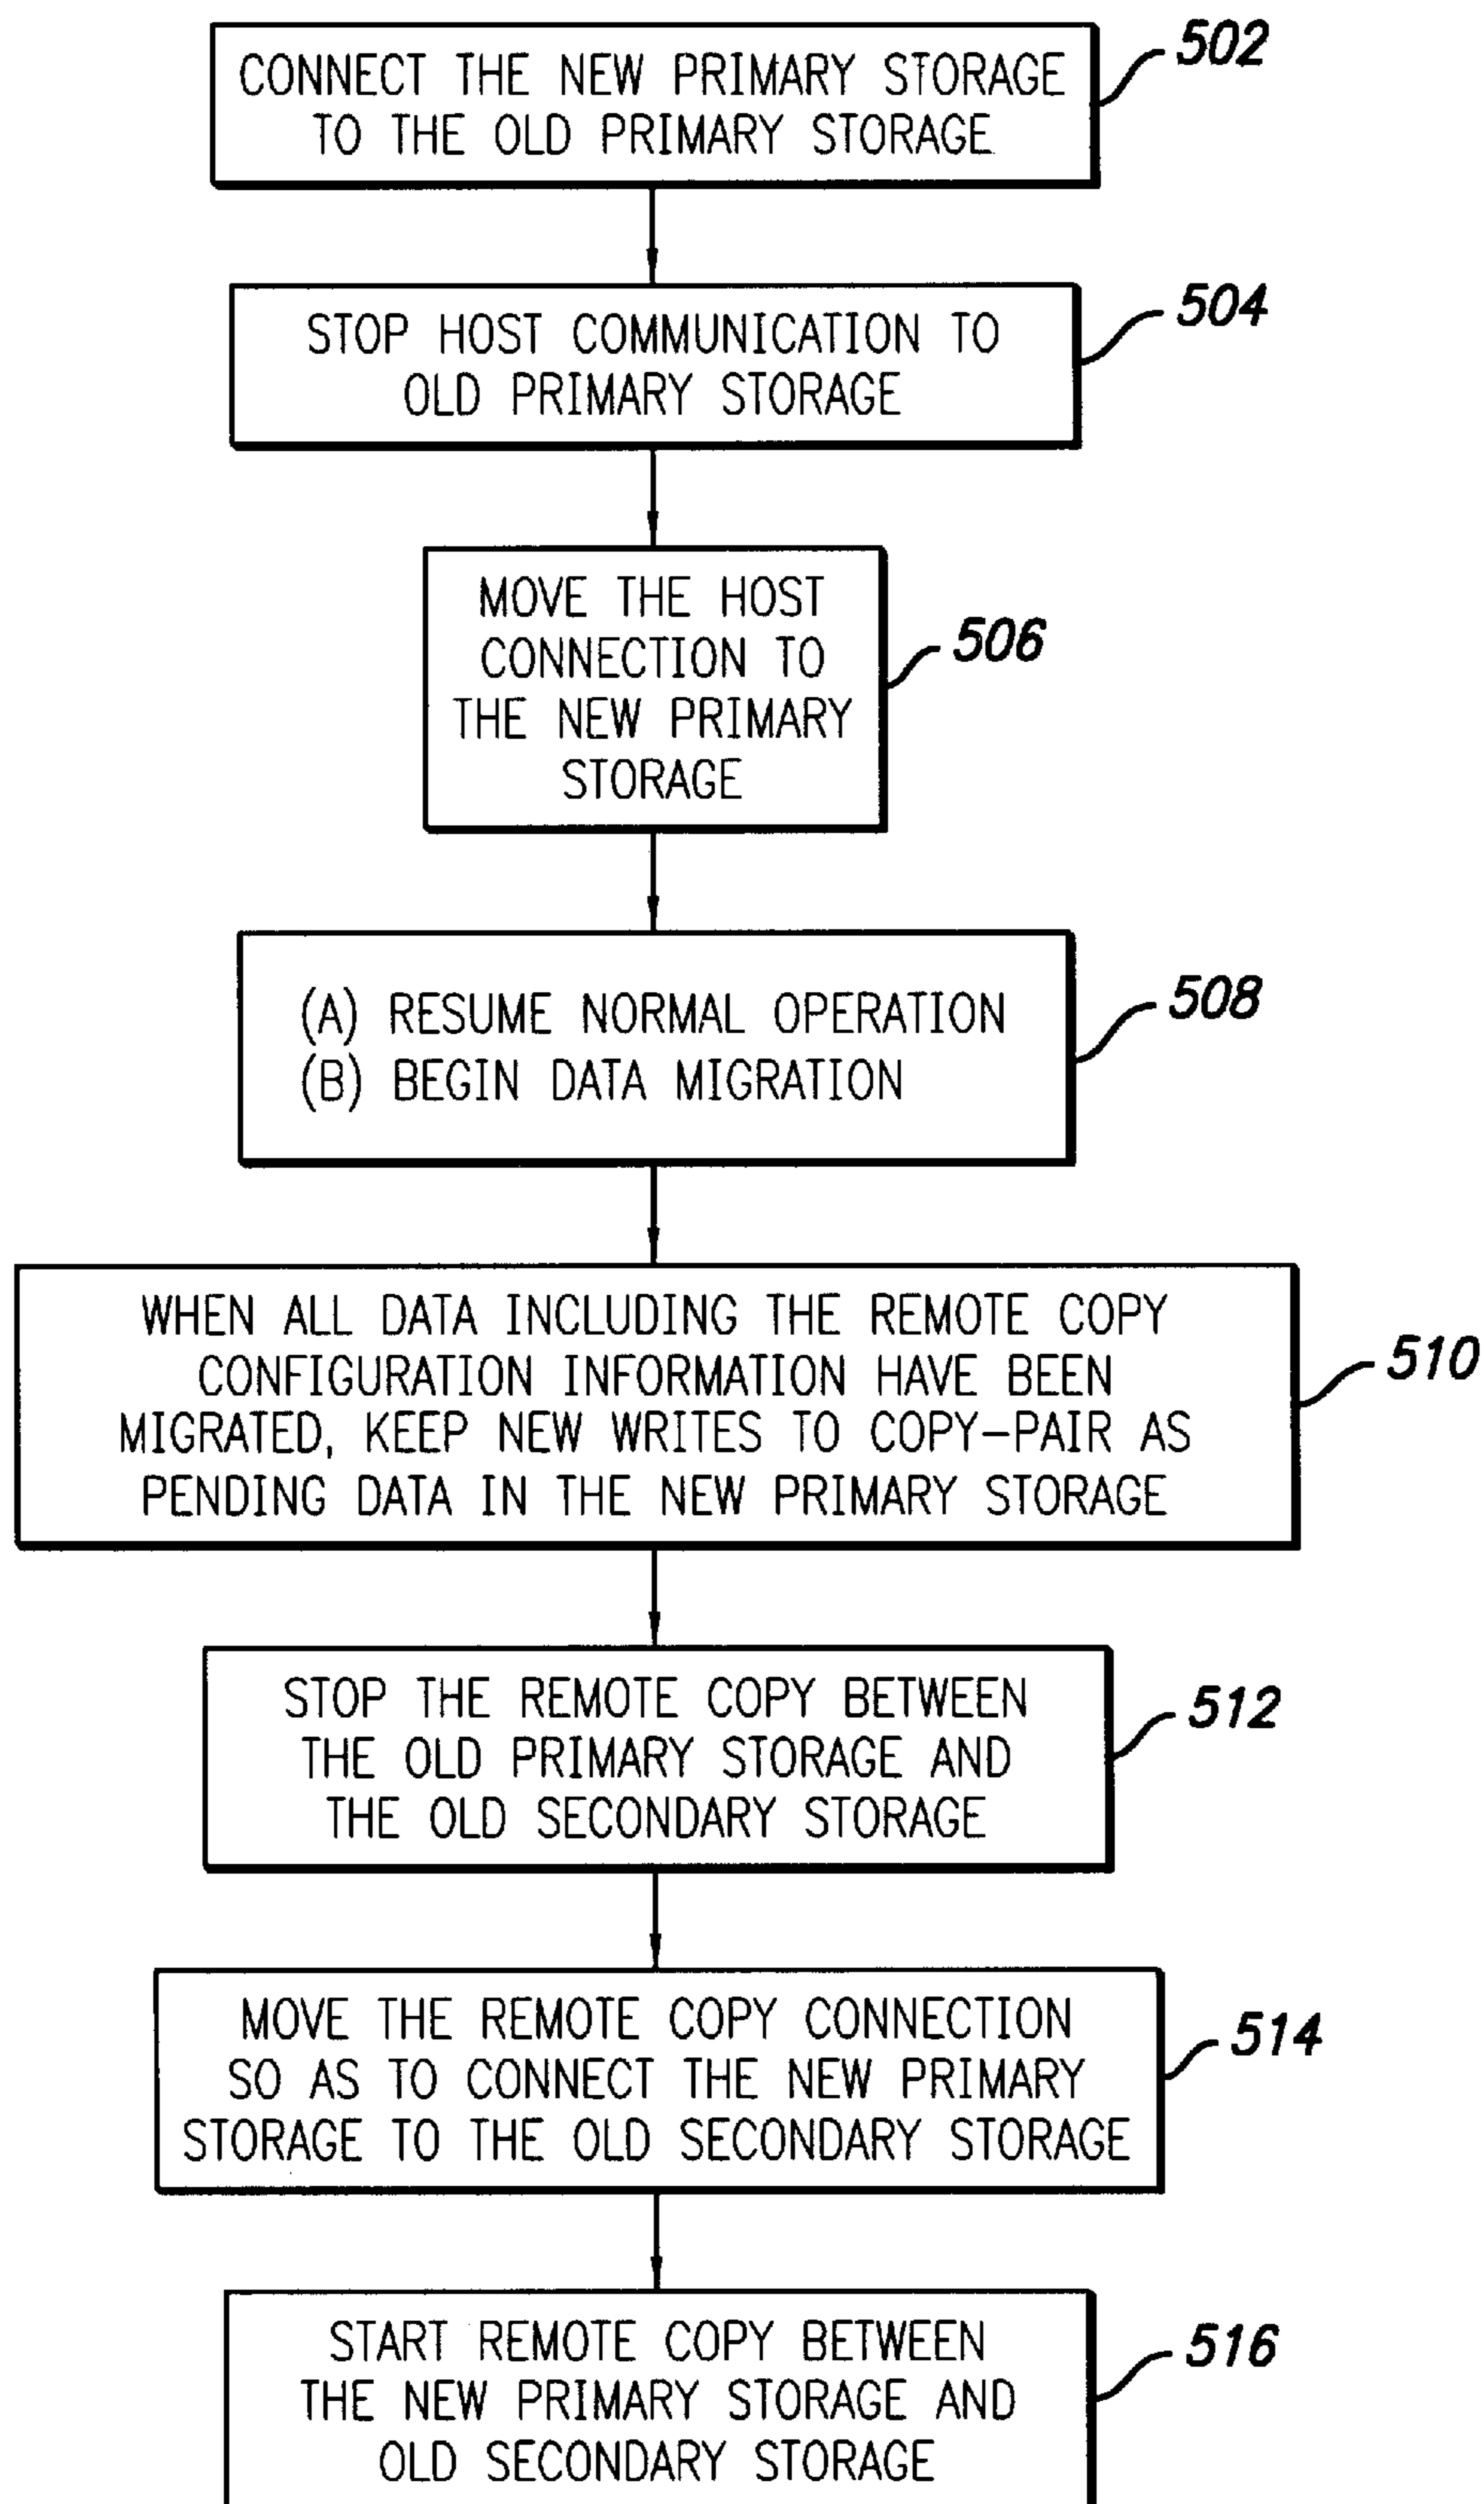 CONNECT THE NEW PRIMARY STORAGE
TO THE OLD PRIMARY STORAGE
502
STOP HOST COMMUNICATION TO
OLD PRIMARY STORAGE
504
MOVE THE HOST
CONNECTION TO
THE NEW PRIMARY
STORAGE
506
(A) RESUME NORMAL OPERATION
(B) BEGIN DATA MIGRATION
508
WHEN ALL DATA INCLUDING THE REMOTE COPY
CONFIGURATION INFORMATION HAVE BEEN
MIGRATED, KEEP NEW WRITES TO COPY-PAIR AS
PENDING DATA IN THE NEW PRIMARY STORAGE
510
STOP THE REMOTE COPY BETWEEN
THE OLD PRIMARY STORAGE AND
THE OLD SECONDARY STORAGE
512
MOVE THE REMOTE COPY CONNECTION
SO AS TO CONNECT THE NEW PRIMARY
STORAGE TO THE OLD SECONDARY STORAGE
514
START REMOTE COPY BETWEEN
THE NEW PRIMARY STORAGE AND
OLD SECONDARY STORAGE
516